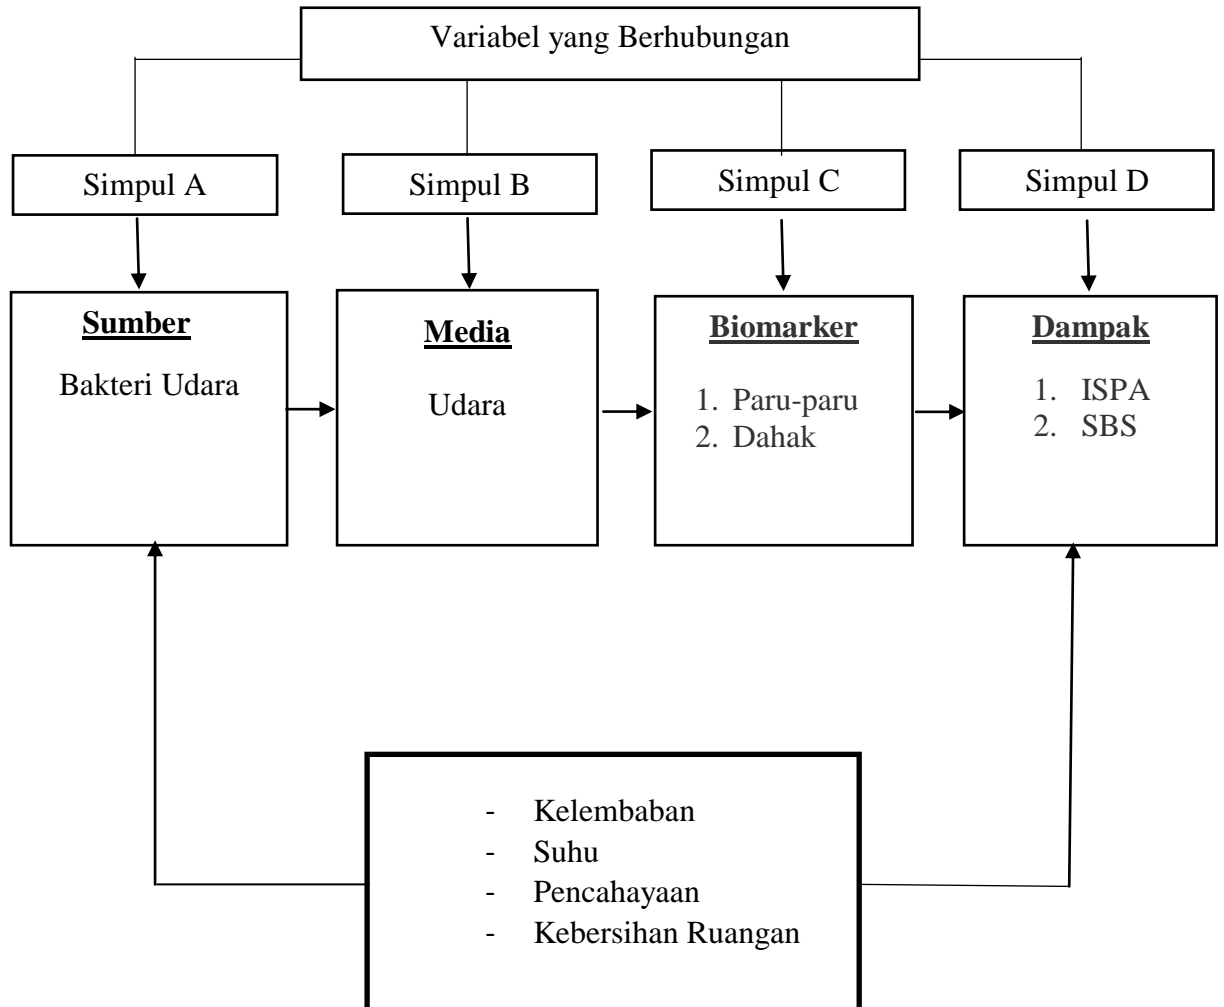 Variabel yang Berhubungan
Simpul A
Simpul B
Simpul C
Simpul D
Sumber
Bakteri Udara
Media
Udara
Biomarker
1. Paru-paru
2. Dahak
Dampak
1. ISPA
2. SBS
- Kelembaban
- Suhu
- Pencahayaan
- Kebersihan Ruangan